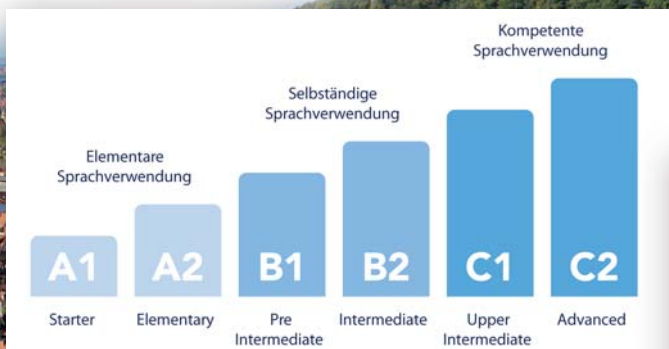 Kompetente
Sprachverwendung
Selbständige
Sprachverwendung
Elementare
Sprachverwendung
A1
A2
B1
B2
C1
C2
Starter
Elementary
Pre
Intermediate
Intermediate
Upper
Intermediate
Advanced